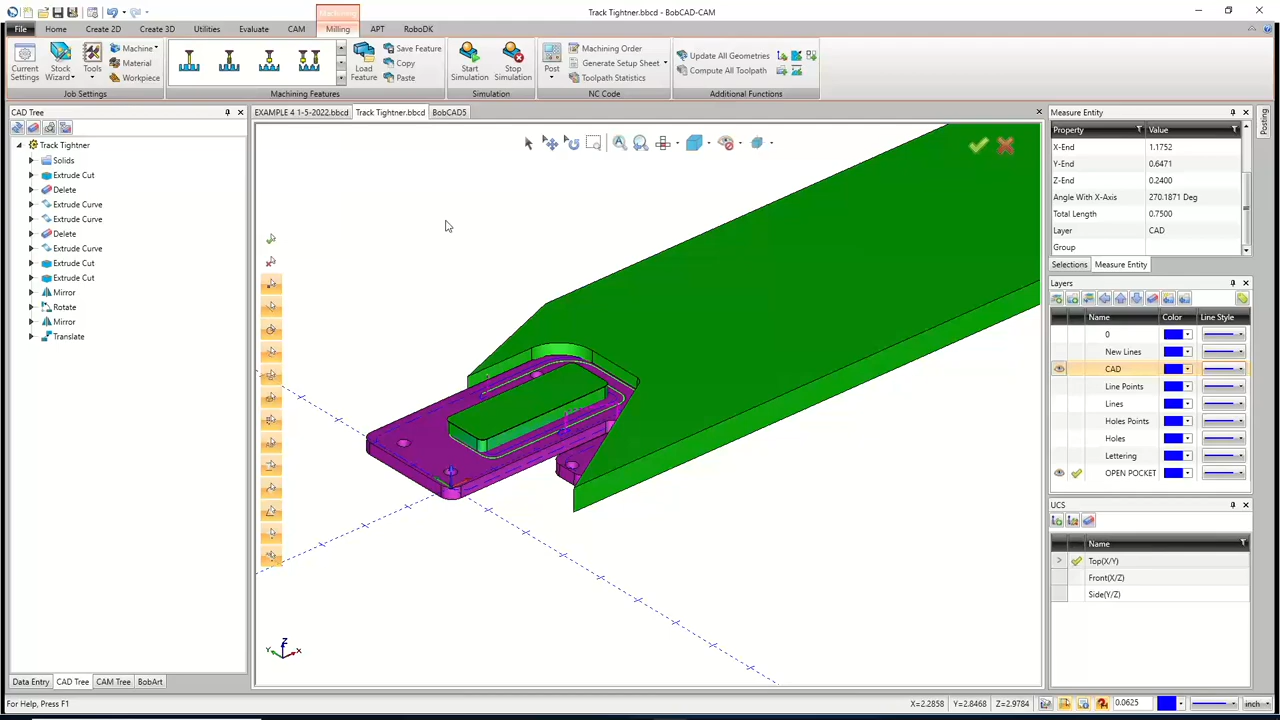 Machining
Track Tightner.bbcd - BobCAD-CAM
File Home Create 2D Create 3D Utilities Evaluate CAM Milling APT RoboDK
Current Settings
Stock Wizard
Tools
Machine
Material
Workpiece
Job Settings
Machining Features
Load Feature
Save Feature
Copy
Paste
Start Simulation
Stop Simulation
Simulation
Post
Machining Order
Generate Setup Sheet
Toolpath Statistics
NC Code
Update All Geometries
Compute All Toolpath
Additional Functions
CAD Tree
Track Tightner
Solids
Extrude Cut
Delete
Extrude Curve
Extrude Curve
Delete
Extrude Curve
Extrude Cut
Extrude Cut
Mirror
Rotate
Mirror
Translate
Data Entry CAD Tree CAM Tree BobArt
EXAMPLE 4 1-5-2022.bbcd Track Tightner.bbcd BobCAD5
Z
Y X
Measure Entity
Property Value
X-End 1.1752
Y-End 0.6471
Z-End 0.2400
Angle With X-Axis 270.1871 Deg
Total Length 0.7500
Layer CAD
Group
Selections Measure Entity
Posting
Layers
Name Color Line Style
0
New Lines
CAD
Line Points
Lines
Holes Points
Holes
Lettering
OPEN POCKET
UCS
Name
Top(X/Y)
Front(X/Z)
Side(Y/Z)
For Help, Press F1
X=2.2858 Y=2.8468 Z=2.9784 0.0625 inch